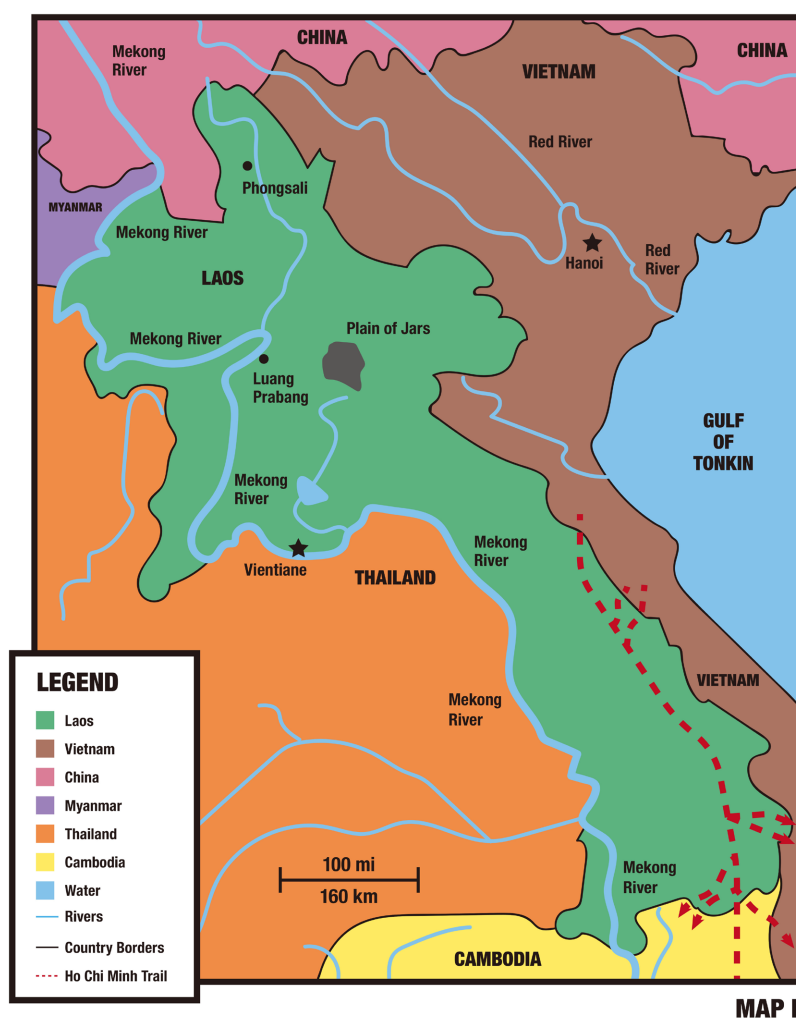 CHINA
Mekong
River
CHINA
VIETNAM
Red River
Phongsali
MYANMAR
Mekong River
Hanoi
Red
River
LAOS
Mekong River
Plain of Jars
Luang
Prabang
GULF
OF
TONKIN
Mekong
River
Mekong
River
Vientiane
THAILAND
VIETNAM
Mekong
River
LEGEND
Laos
Vietnam
China
Myanmar
Thailand
Cambodia
Water
Rivers
Country Borders
Ho Chi Minh Trail
100 mi
160 km
Mekong
River
CAMBODIA
MAP